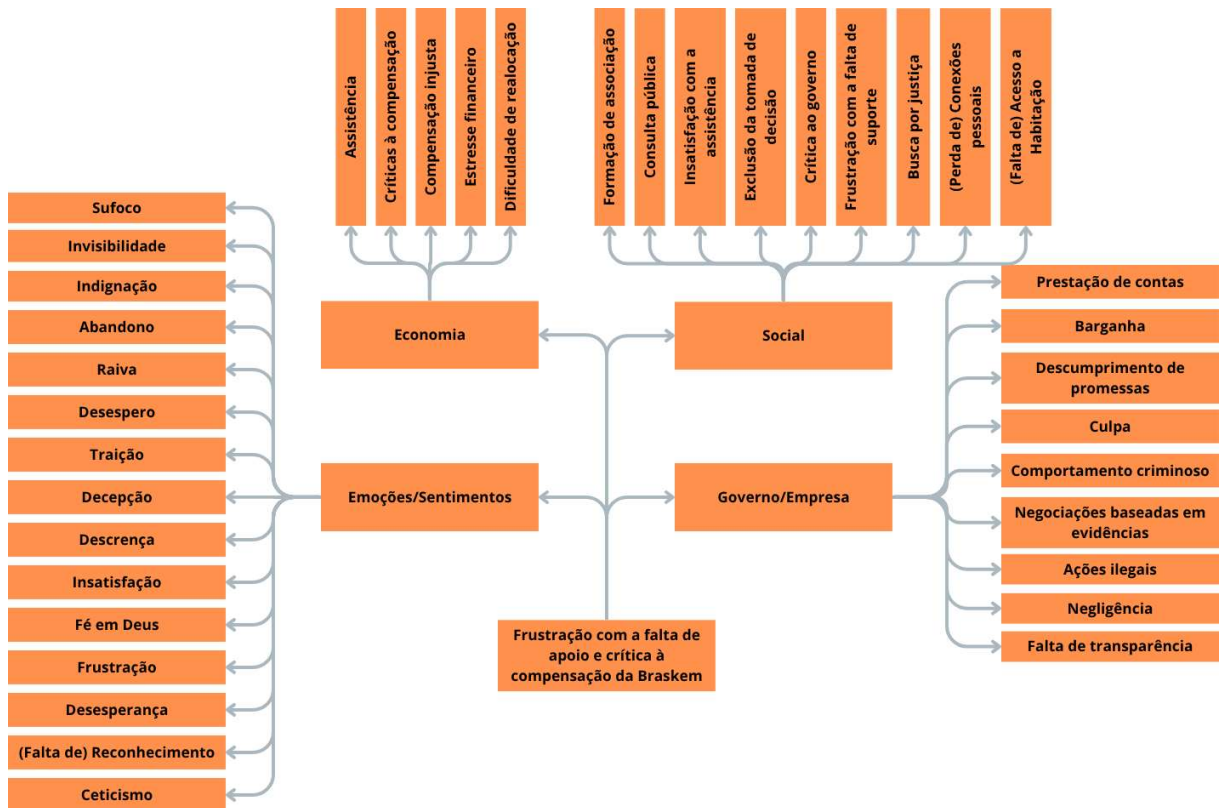 Assistência
Críticas à compensação
Compensação injusta
Estresse financeiro
Dificuldade de realocação
Formação de associação
Consulta pública
Insatisfação com a
assistência
Exclusão da tomada de
decisão
Crítica ao governo
Frustração com a falta de
suporte
Busca por justiça
(Perda de) Conexões
pessoais
(Falta de) Acesso a
Habitação
Economia
Social
Sufoco
Invisibilidade
Indignação
Abandono
Raiva
Desespero
Traição
Decepção
Descrença
Insatisfação
Fé em Deus
Frustração
Desesperança
(Falta de) Reconhecimento
Ceticismo
Emoções/Sentimentos
Governo/Empresa
Prestação de contas
Barganha
Descumprimento de
promessas
Culpa
Comportamento criminoso
Negociações baseadas em
evidências
Ações ilegais
Negligência
Falta de transparência
Frustração com a falta de
apoio e crítica à
compensação da Braskem